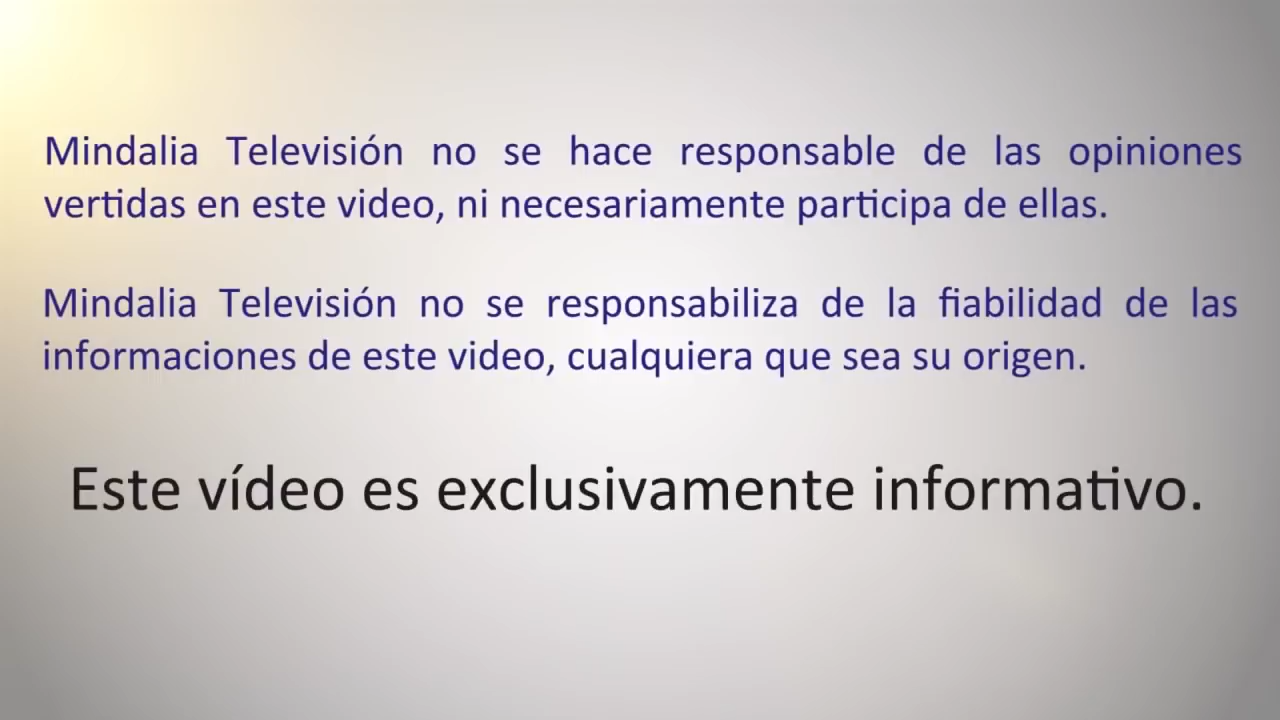 Mindalia Televisión no se hace responsable de las opiniones
vertidas en este video, ni necesariamente participa de ellas.
Mindalia Televisión no se responsabiliza de la fiabilidad de las
informaciones de este video, cualquiera que sea su origen.
Este vídeo es exclusivamente informativo.